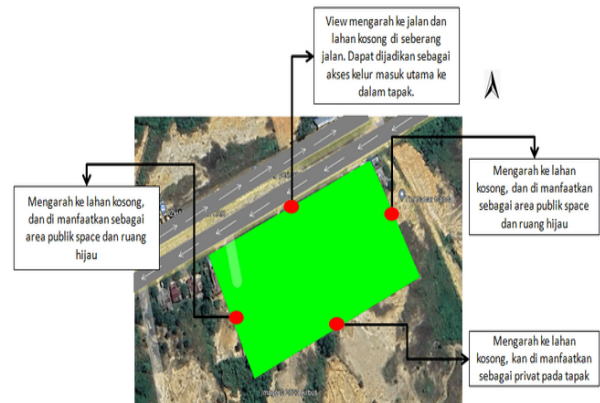 View mengarah ke jalan dan
lahan kosong di seberang
jalan. Dapat dijadikan sebagai
akses kelur masuk utama ke
dalam tapak.
Mengarah ke lahan kosong,
dan di manfaatkan sebagai
area publik space dan ruang
hijau
Mengarah ke lahan
kosong, dan di manfaatkan
sebagai area publik space
dan ruang hijau
Mengarah ke lahan
kosong, kan di manfaatkan
sebagai privat pada tapak